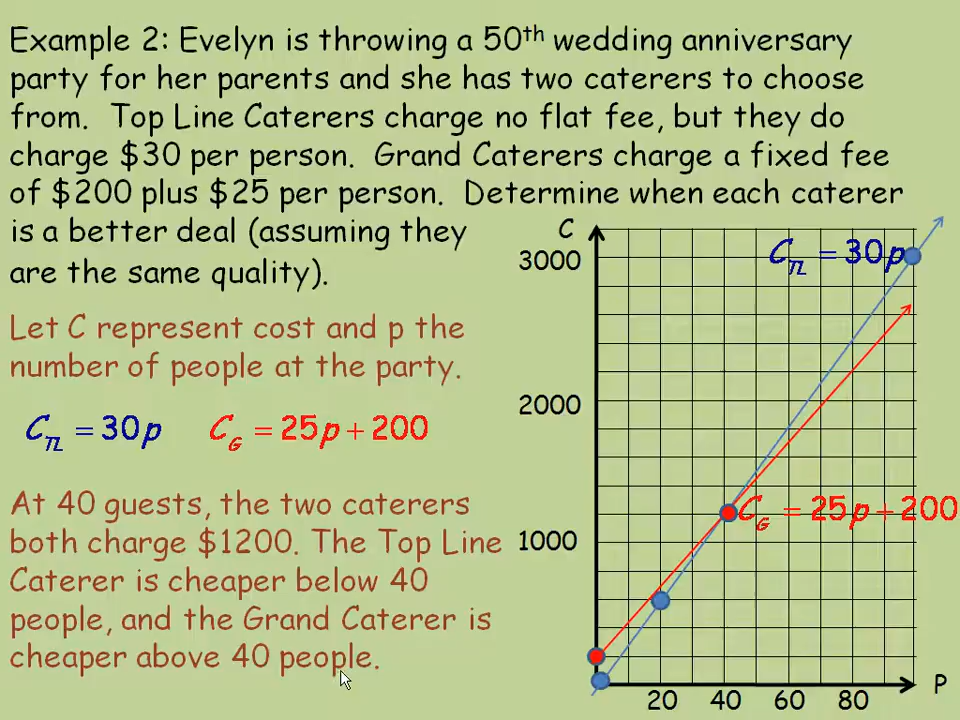 Example 2: Evelyn is throwing a 50th wedding anniversary
party for her parents and she has two caterers to choose
from. Top Line Caterers charge no flat fee, but they do
charge $30 per person. Grand Caterers charge a fixed fee
of $200 plus $25 per person. Determine when each caterer
is a better deal (assuming they
are the same quality).
Let C represent cost and p the
number of people at the party.
C_TL = 30p C_G = 25p + 200
At 40 guests, the two caterers
both charge $1200. The Top Line
Caterer is cheaper below 40
people, and the Grand Caterer is
cheaper above 40 people.
C
3000
2000
1000
C_TL = 30p
C_G = 25p + 200
20 40 60 80
P